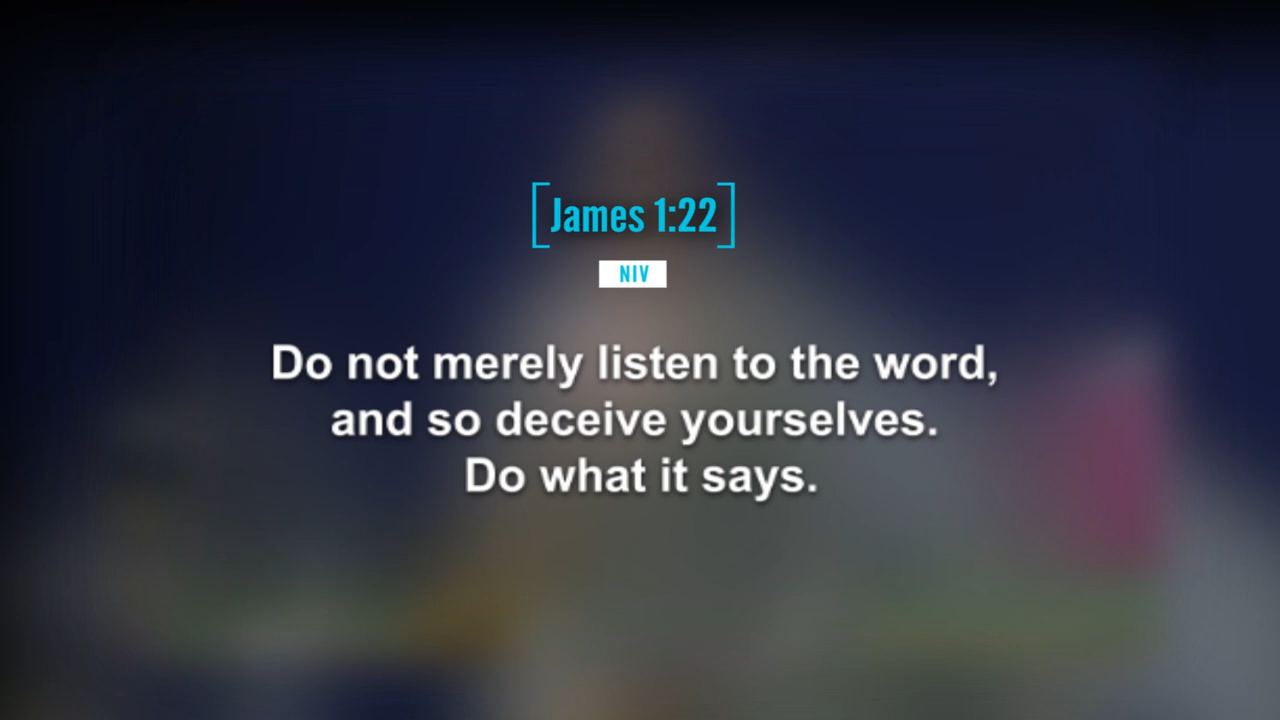 [James 1:22]
NIV
Do not merely listen to the word,
and so deceive yourselves.
Do what it says.